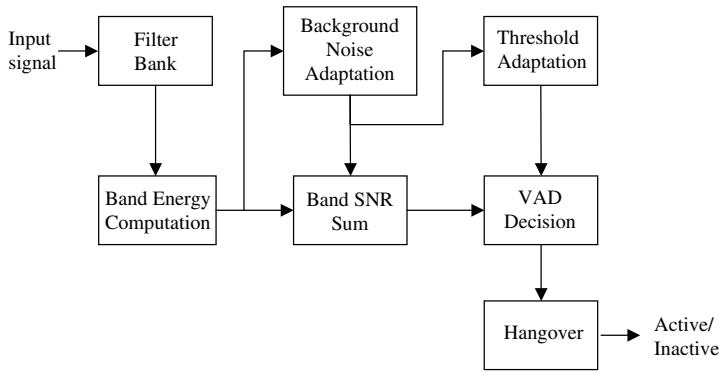 Input
signal
Filter
Bank
Background
Noise
Adaptation
Threshold
Adaptation
Band Energy
Computation
Band SNR
Sum
VAD
Decision
Hangover
Active/
Inactive